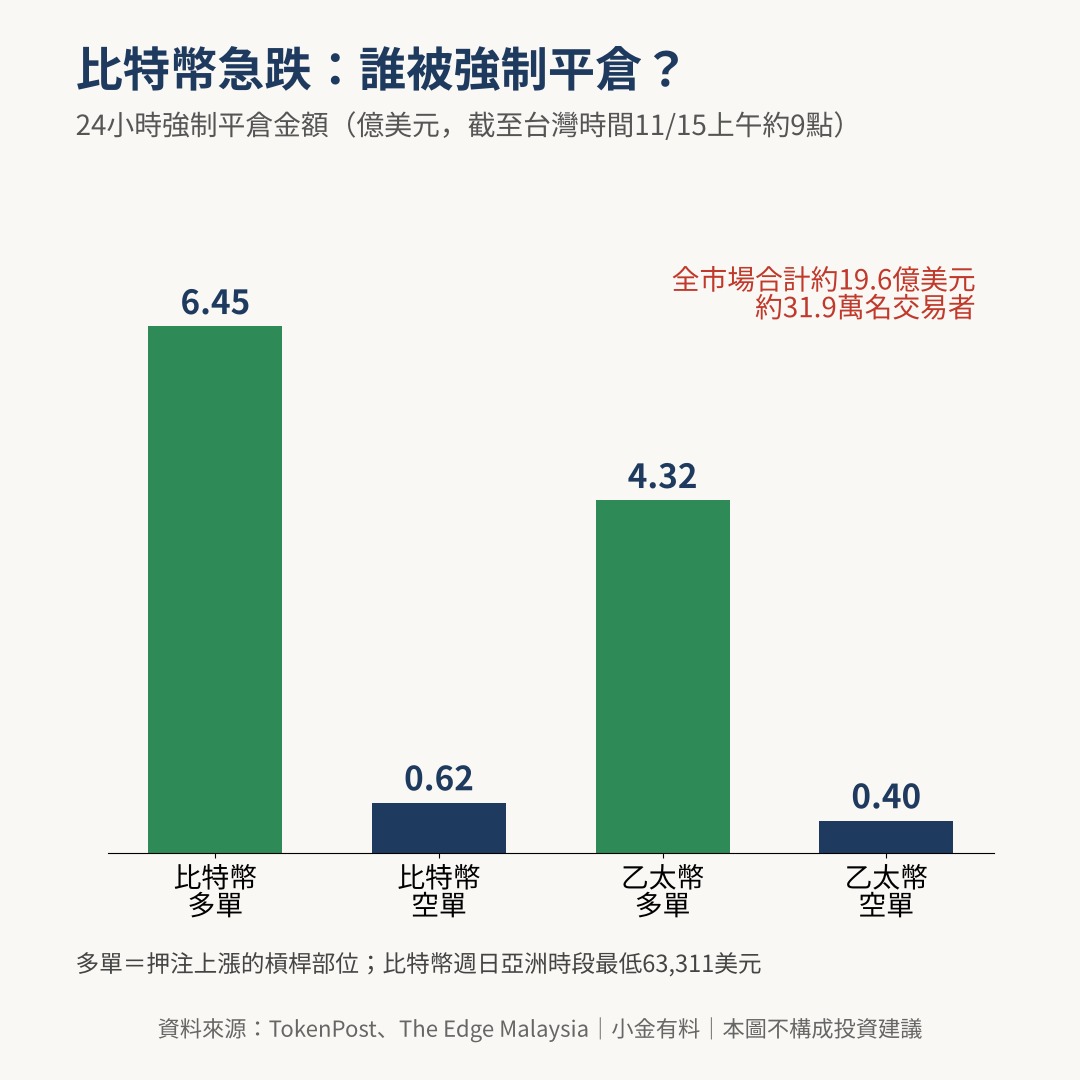 比特幣急跌：誰被強制平倉？
24小時強制平倉金額（億美元，截至台灣時間11/15上午約9點）
全市場合計約19.6億美元
約31.9萬名交易者
6.45
0.62
4.32
0.40
比特幣
多單
比特幣
空單
乙太幣
多單
乙太幣
空單
多單＝押注上漲的槓桿部位；比特幣週日亞洲時段最低63,311美元
資料來源：TokenPost、The Edge Malaysia｜小金有料｜本圖不構成投資建議